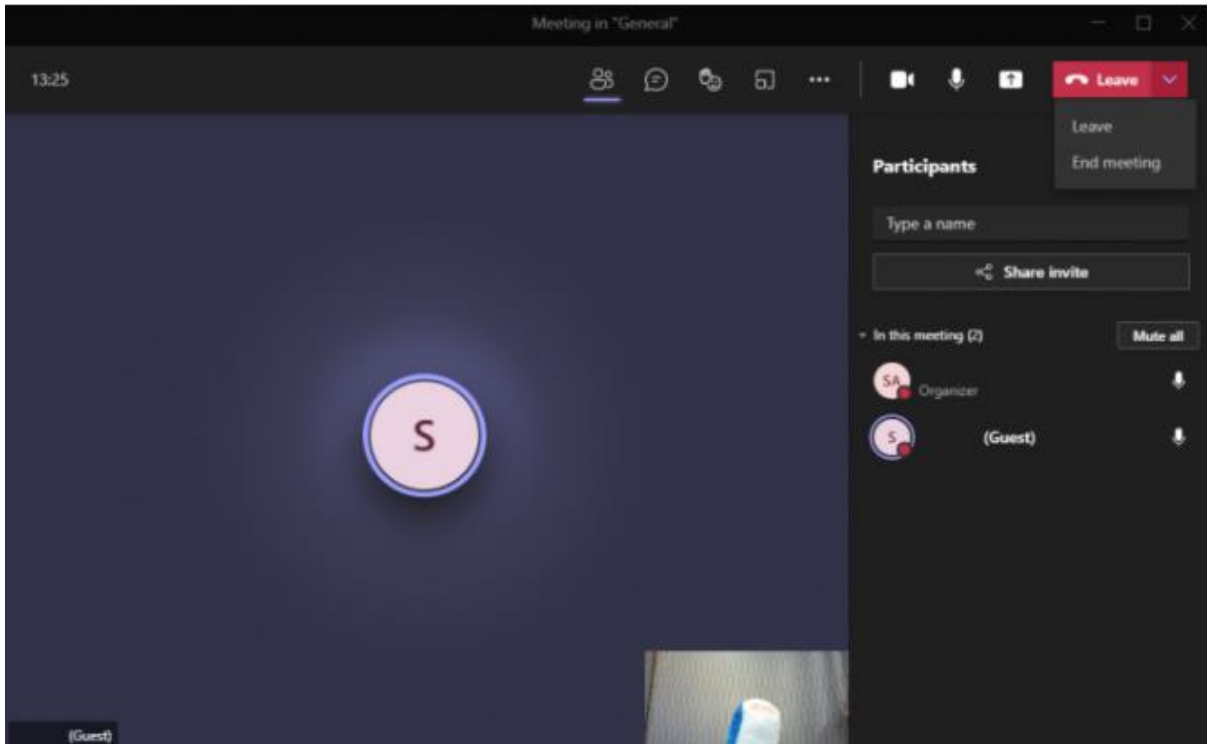 Meeting in "General"
13:25
Leave
Leave
End meeting
Participants
Type a name
Share invite
In this meeting (2)
Mute all
SA
Organizer
S
S
(Guest)
(Guest)